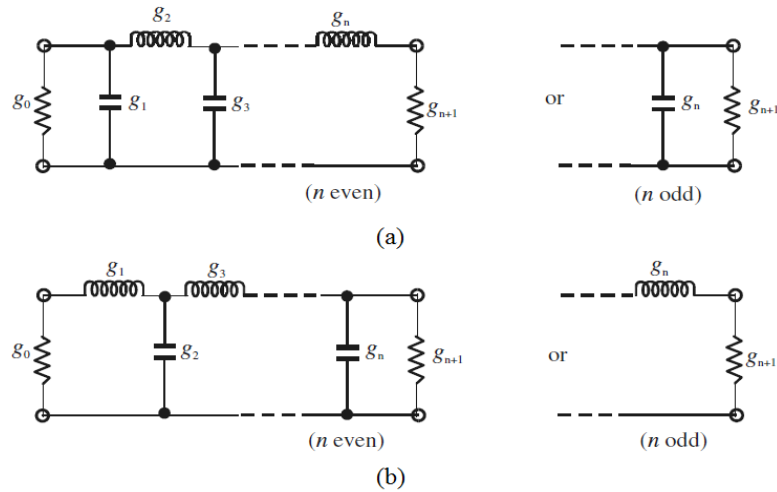 g2 gn
g0 g1 g3 gn+1 or gn gn+1
(n even) (n odd)
(a)
g1 g3 gn
g0 g2 gn gn+1 or gn+1
(n even) (n odd)
(b)